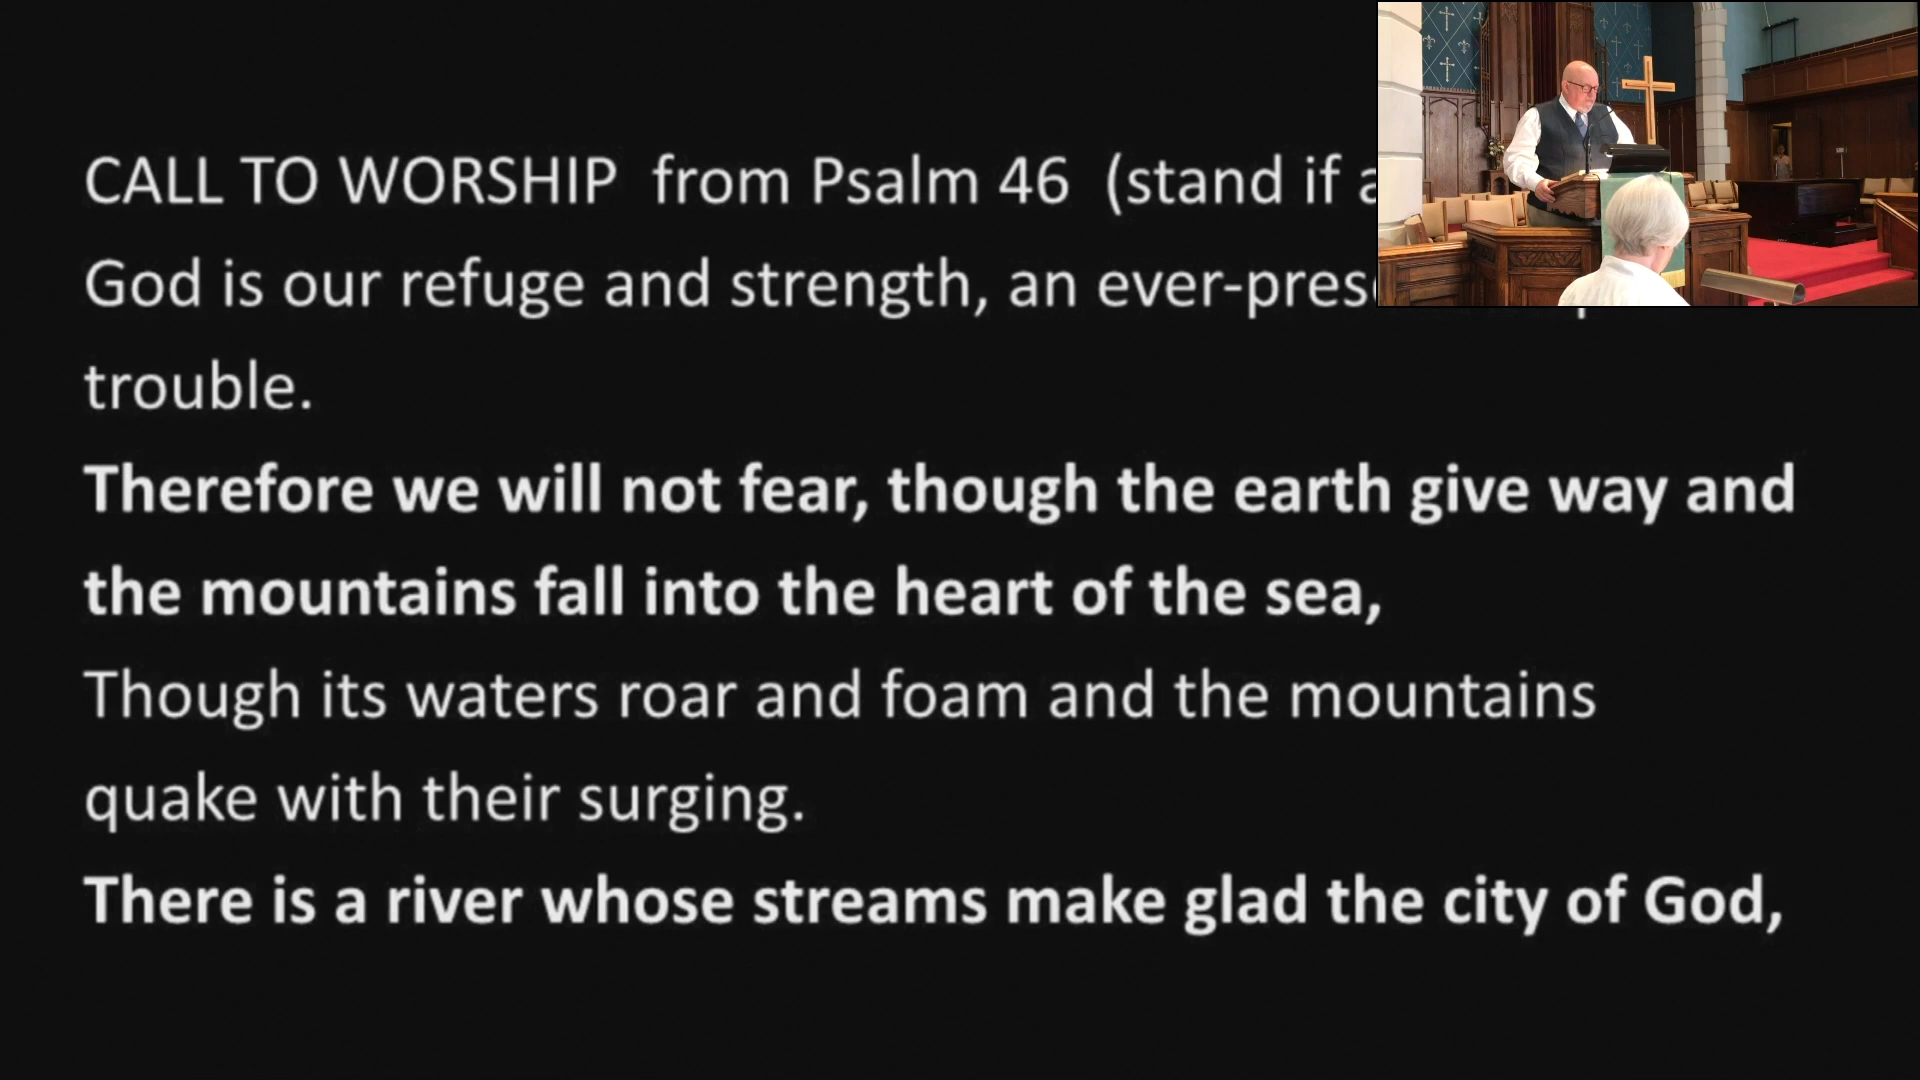 CALL TO WORSHIP  from Psalm 46  (stand if
God is our refuge and strength, an
trouble.
Therefore we will not fear, though the earth give way and
the mountains fall into the heart of the sea,
Though its waters roar and foam and the mountains
quake with their surging.
There is a river whose streams make glad the city of God,